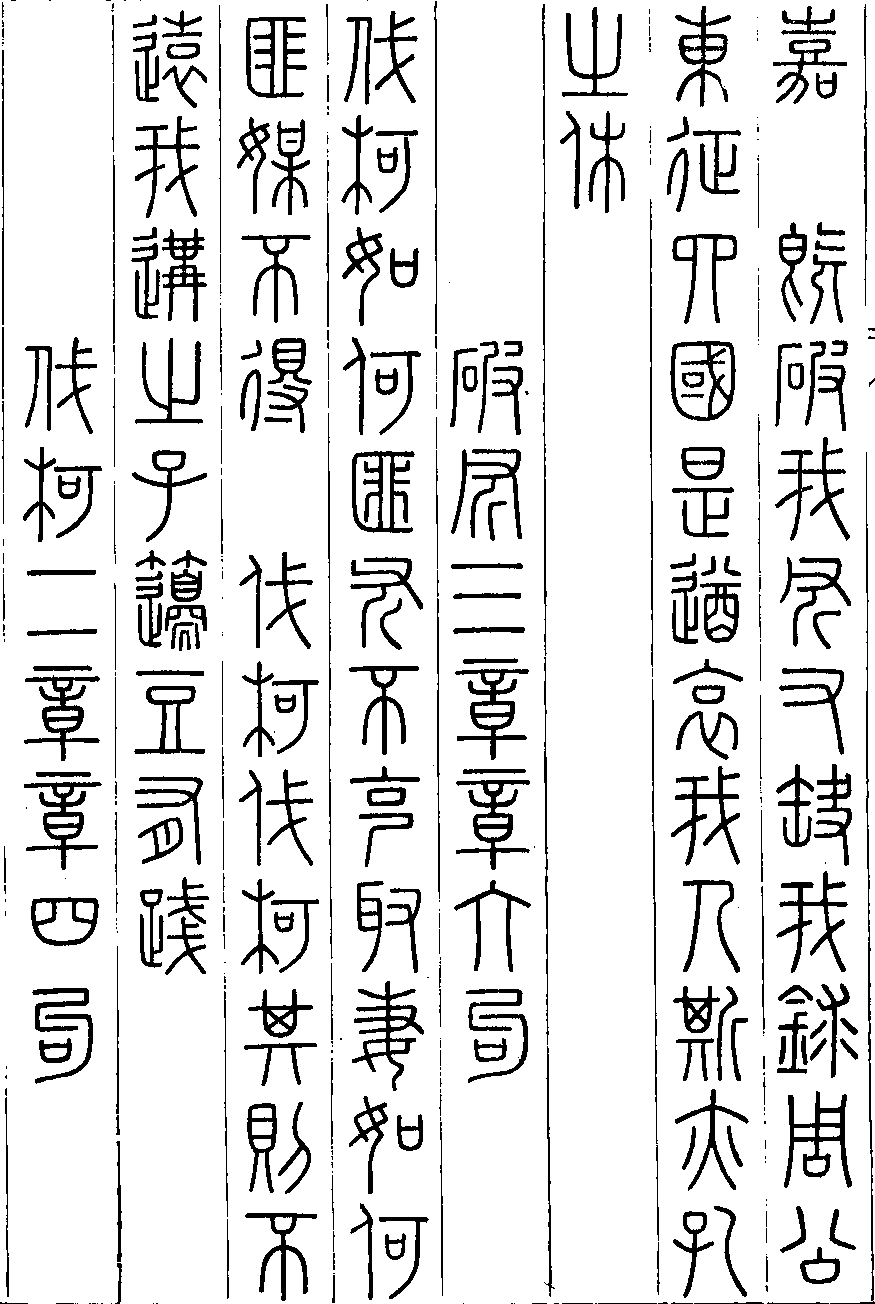 嘉　既破我斧又缺我銶周公
東征四國是遒哀我人斯亦孔
之休
破斧三章章六句
伐柯如何匪斧不克取妻如何
匪媒不得　伐柯伐柯其則不
遠我遘之子籩豆有踐
伐柯二章章四句